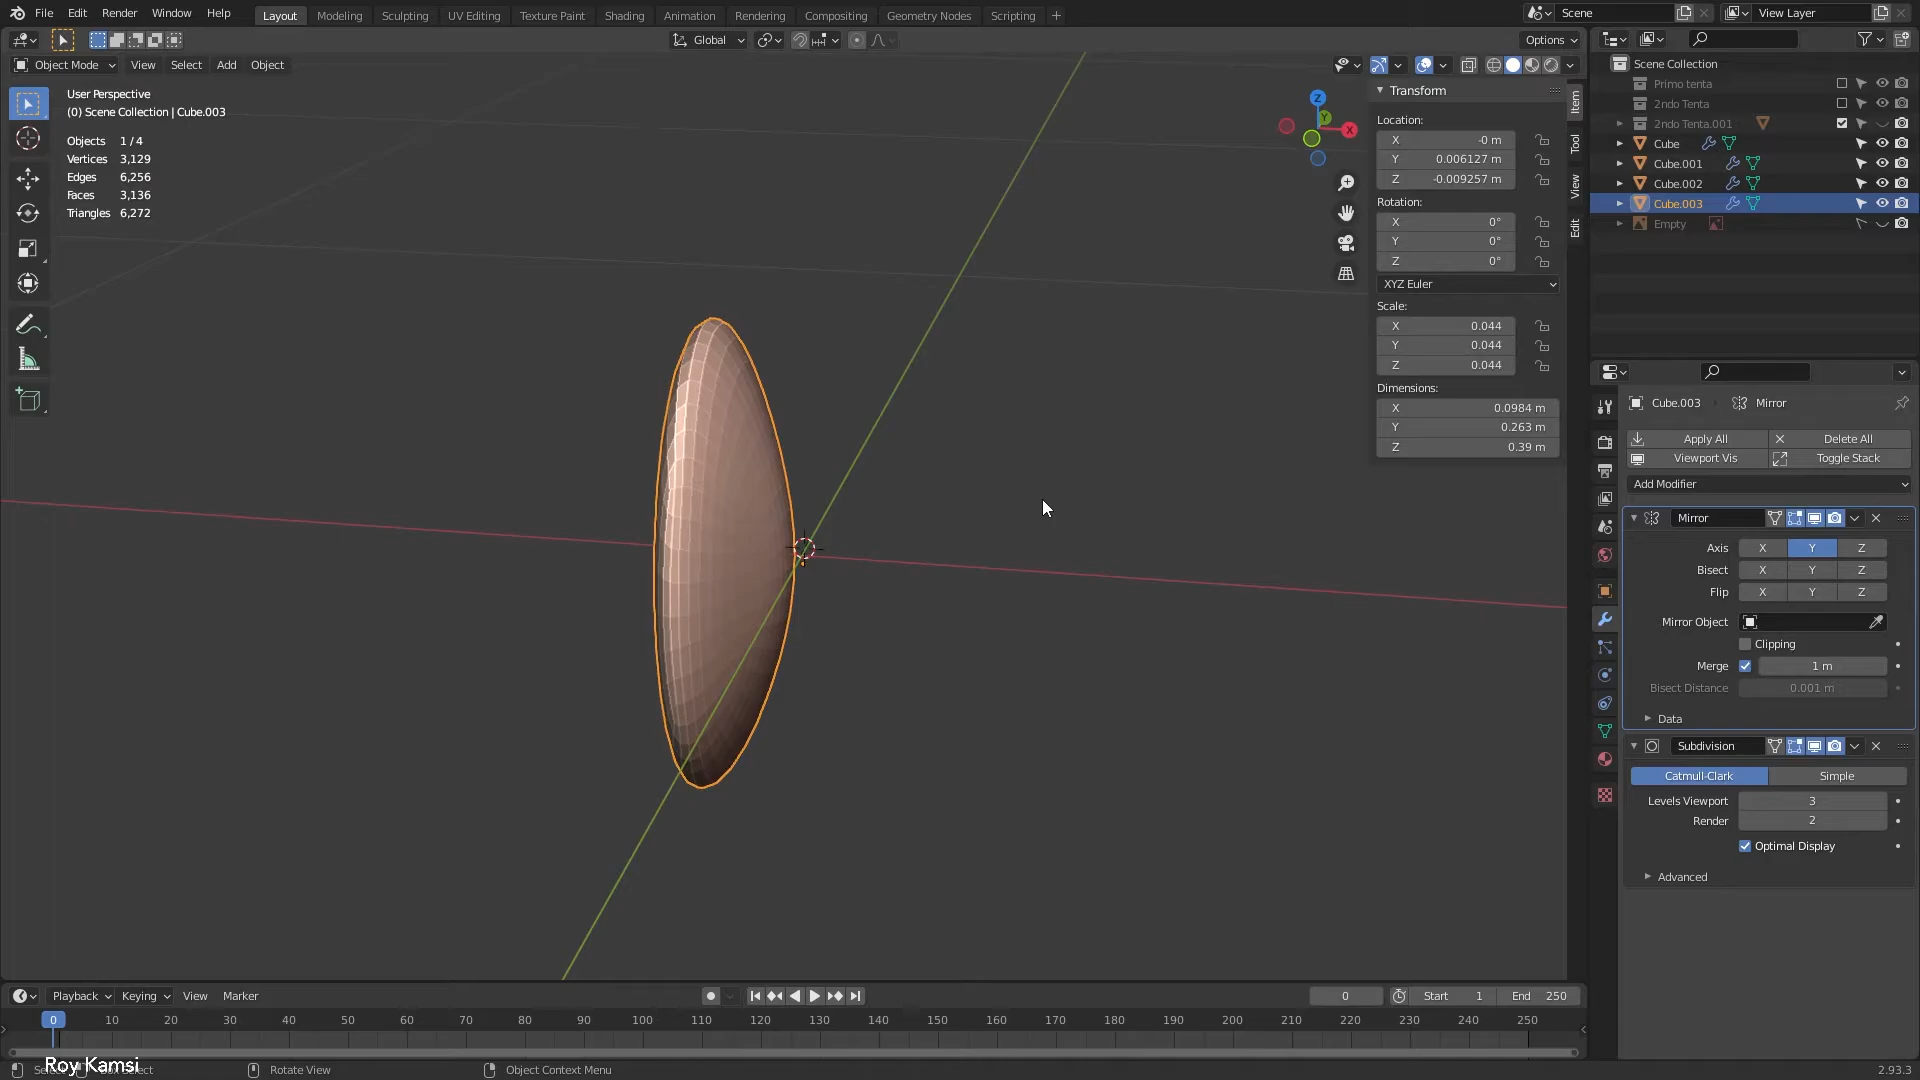 File Edit Render Window Help Layout Modeling Sculpting UV Editing Texture Paint Shading Animation Rendering Compositing Geometry Nodes Scripting + Scene View Layer
Global Options
Object Mode View Select Add Object
User Perspective
(0) Scene Collection | Cube.003
Objects 1 / 4
Vertices 3,129
Edges 6,256
Faces 3,136
Triangles 6,272
Z
Y
X
Transform
Location:
X -0 m
Y 0.006127 m
Z -0.009257 m
Rotation:
X 0°
Y 0°
Z 0°
XYZ Euler
Scale:
X 0.044
Y 0.044
Z 0.044
Dimensions:
X 0.0984 m
Y 0.263 m
Z 0.39 m
Item
Tool
View
Edit
Scene Collection
Primo tenta
2ndo Tenta
2ndo Tenta.001
Cube
Cube.001
Cube.002
Cube.003
Empty
Cube.003 Mirror
Apply All Delete All
Viewport Vis Toggle Stack
Add Modifier
Mirror
Axis X Y Z
Bisect X Y Z
Flip X Y Z
Mirror Object
Clipping
Merge 1 m
Bisect Distance 0.001 m
Data
Subdivision
Catmull-Clark Simple
Levels Viewport 3
Render 2
Optimal Display
Advanced
Playback Keying View Marker 0 Start 1 End 250
0 10 20 30 40 50 60 70 80 90 100 110 120 130 140 150 160 170 180 190 200 210 220 230 240 250
Roy Kamsi
Select Box Select Rotate View Object Context Menu 2.93.3